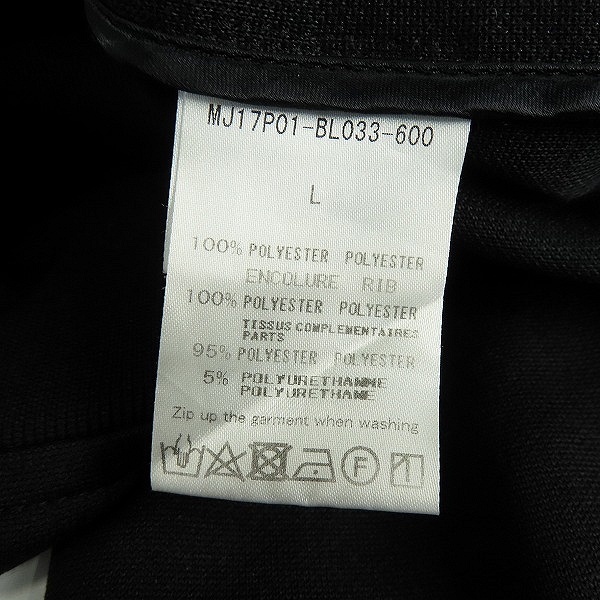 MJ17P01-BL033-600
L
100% POLYESTER POLYESTER
ENCOLURE RIB
100% POLYESTER POLYESTER
TISSUS COMPLEMENTAIRES
PARTS
95% POLYESTER POLYESTER
5% POLYURETHANNE
POLYURETHANE
Zip up the garment when washing
F